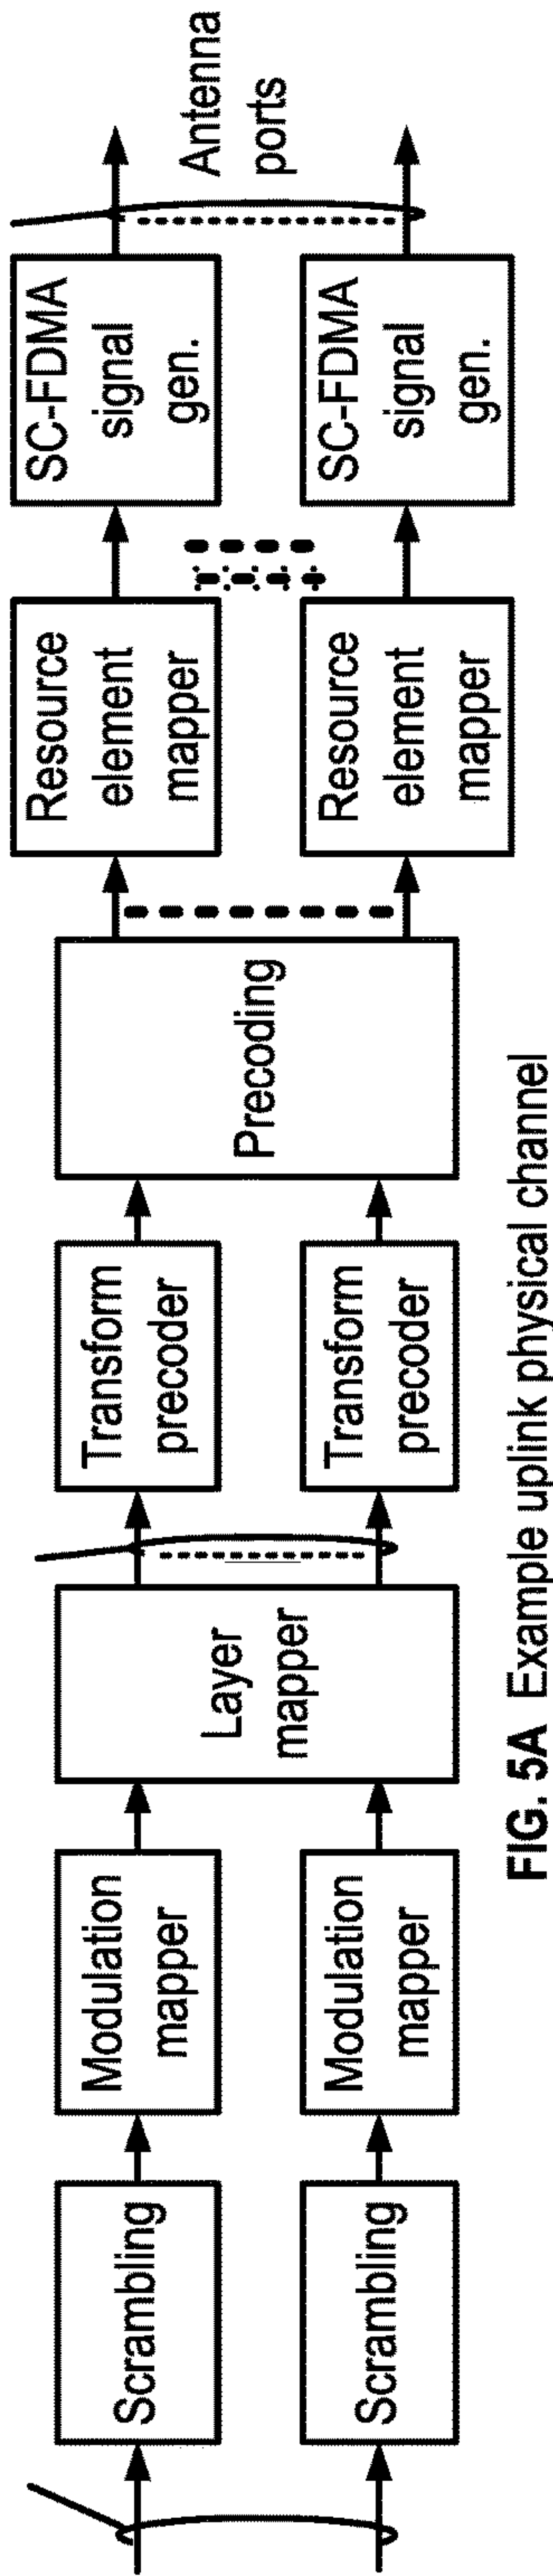 Scrambling
Scrambling
Modulation
mapper
Modulation
mapper
Layer
mapper
Transform
precoder
Transform
precoder
Precoding
Resource
element
mapper
Resource
element
mapper
SC-FDMA
signal
gen.
SC-FDMA
signal
gen.
Antenna
ports
FIG. 5A Example uplink physical channel